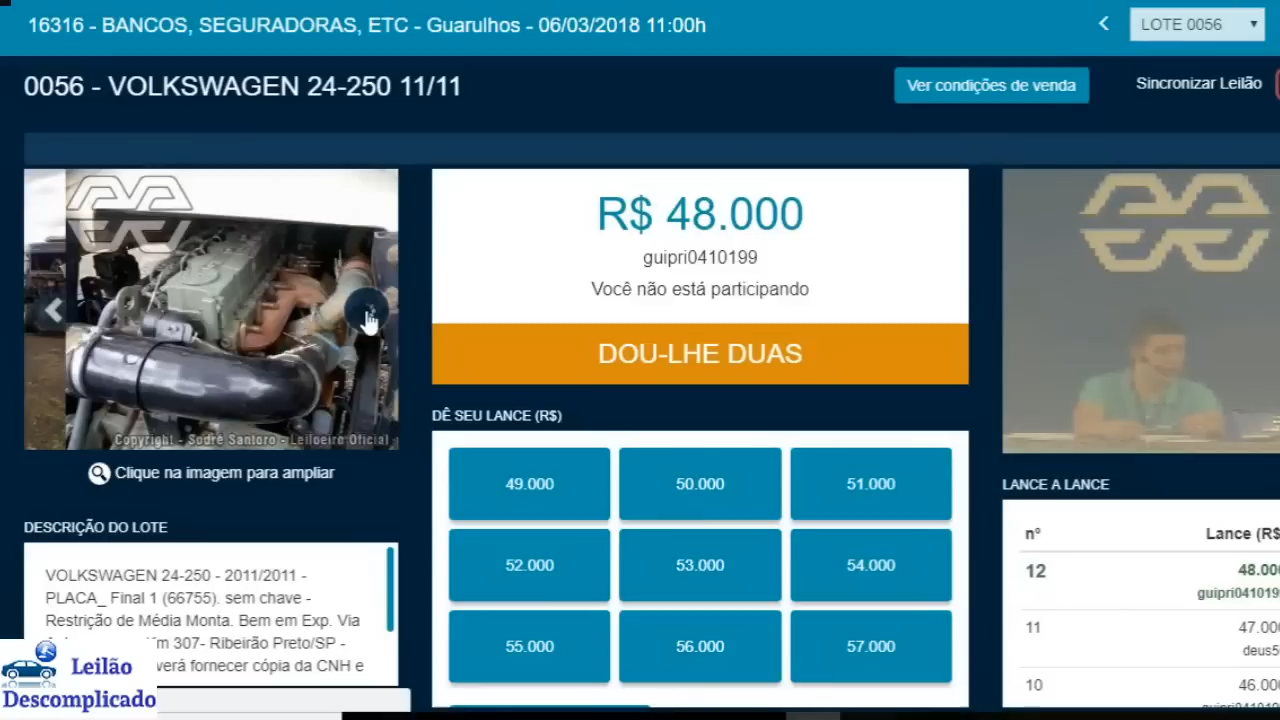 16316 - BANCOS, SEGURADORAS, ETC - Guarulhos - 06/03/2018 11:00h
LOTE 0056
0056 - VOLKSWAGEN 24-250 11/11
Ver condições de venda
Sincronizar Leilão
Copyright - Sodré Santoro - Leiloeiro Oficial
Clique na imagem para ampliar
DESCRIÇÃO DO LOTE
VOLKSWAGEN 24-250 - 2011/2011 -
PLACA_ Final 1 (66755). sem chave -
Restrição de Média Monta. Bem em Exp. Via
307- Ribeirão Preto/SP -
fornecer cópia da CNH e
Leilão
Descomplicado
R$ 48.000
guipri0410199
Você não está participando
DOU-LHE DUAS
DÊ SEU LANCE (R$)
49.000 50.000 51.000
52.000 53.000 54.000
55.000 56.000 57.000
LANCE A LANCE
nº Lance (R$
12 48.00
guipri041019
11 47.00
deus5
10 46.00